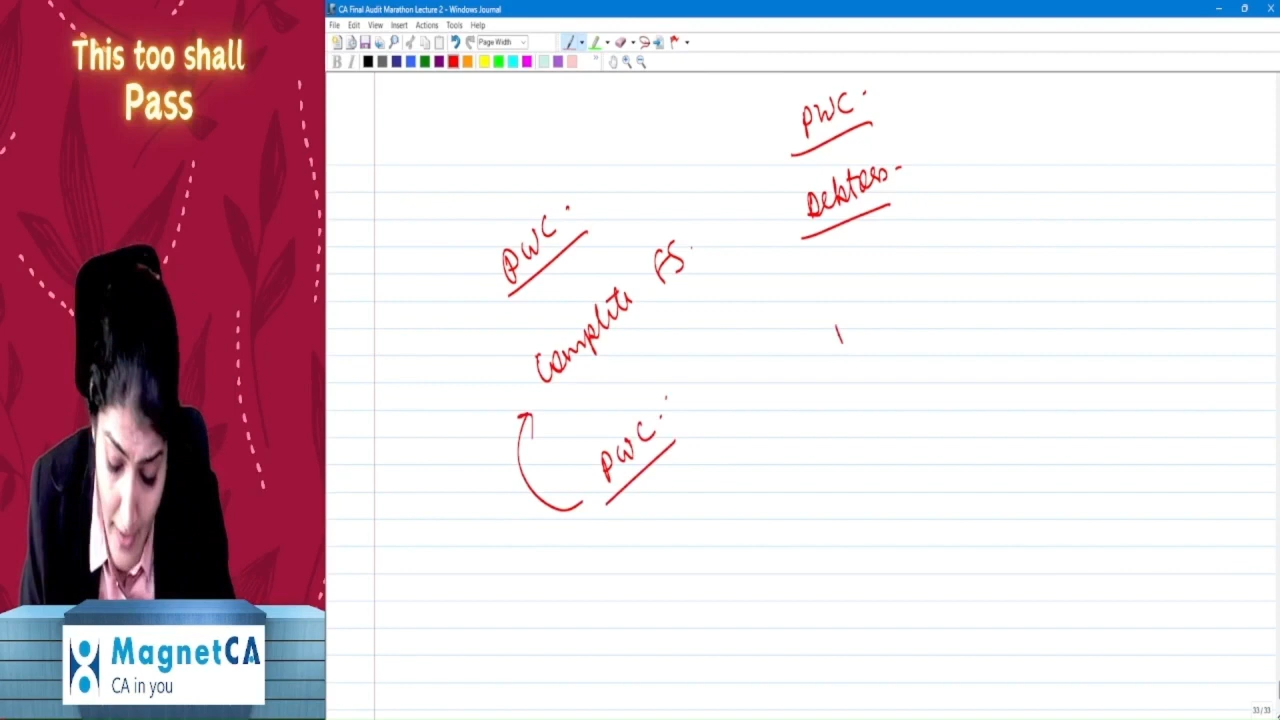 This too shall
Pass
CA Final Audit Marathon Lecture 2 - Windows Journal
File Edit View Insert Actions Tools Help
Page Width
B I
PWC.
Debtors.
PWC.
Complete FS.
PWC.
33/33
MagnetCA
CA in you